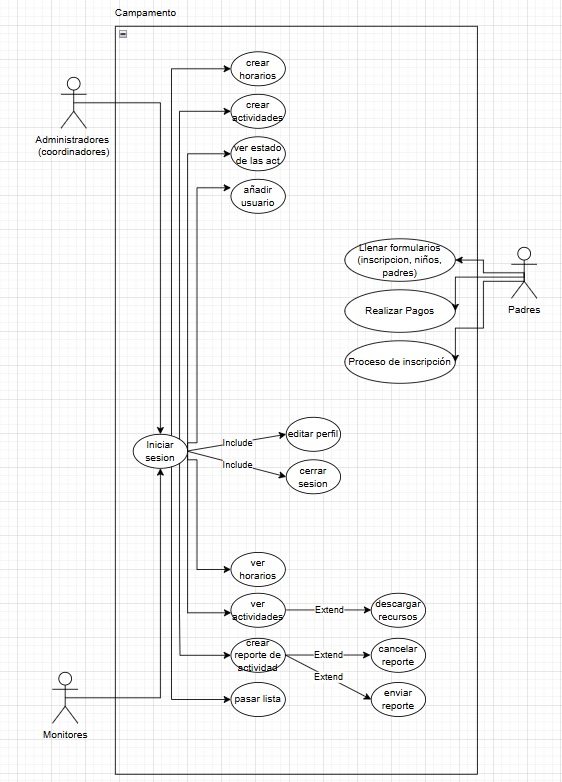 Campamento
crear
horarios
Administradores
(coordinadores)
crear
actividades
ver estado
de las act
añadir
usuario
Llenar formularios
(inscripcion, niños,
padres)
Realizar Pagos
Padres
Proceso de inscripción
Iniciar
sesion
Include
editar perfil
Include
cerrar
sesion
ver
horarios
ver
actividades
Extend
descargar
recursos
crear
reporte de
actividad
Extend
cancelar
reporte
Extend
enviar
reporte
pasar lista
Monitores